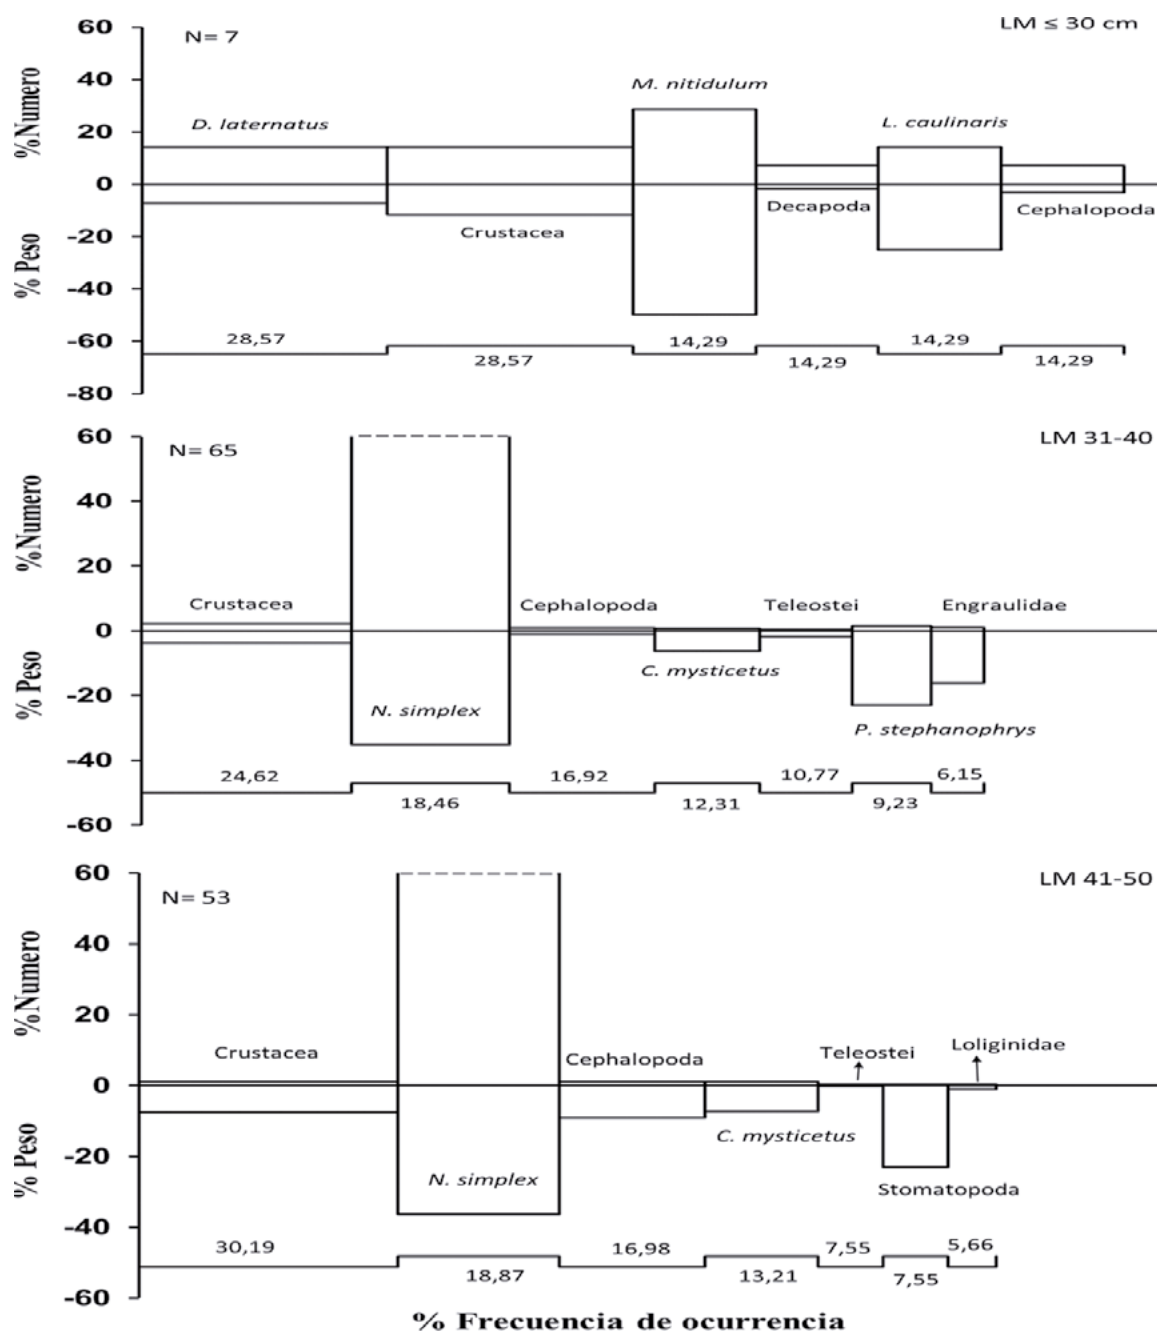 60
N= 7
LM ≤ 30 cm
%Numero
40
M. nitidulum
D. laternatus
L. caulinaris
20
0
Decapoda
Cephalopoda
Crustacea
% Peso
-20
-40
-60
28,57
28,57
14,29
14,29
14,29
14,29
-80
60
N= 65
LM 31-40
%Numero
40
20
Crustacea
Cephalopoda
Teleostei
Engraulidae
0
% Peso
C. mysticetus
-20
N. simplex
P. stephanophrys
-40
24,62
18,46
16,92
12,31
10,77
9,23
6,15
-60
60
N= 53
LM 41-50
%Numero
40
20
Crustacea
Cephalopoda
Teleostei
Loliginidae
0
% Peso
C. mysticetus
-20
N. simplex
Stomatopoda
-40
30,19
18,87
16,98
13,21
7,55
7,55
5,66
-60
% Frecuencia de ocurrencia